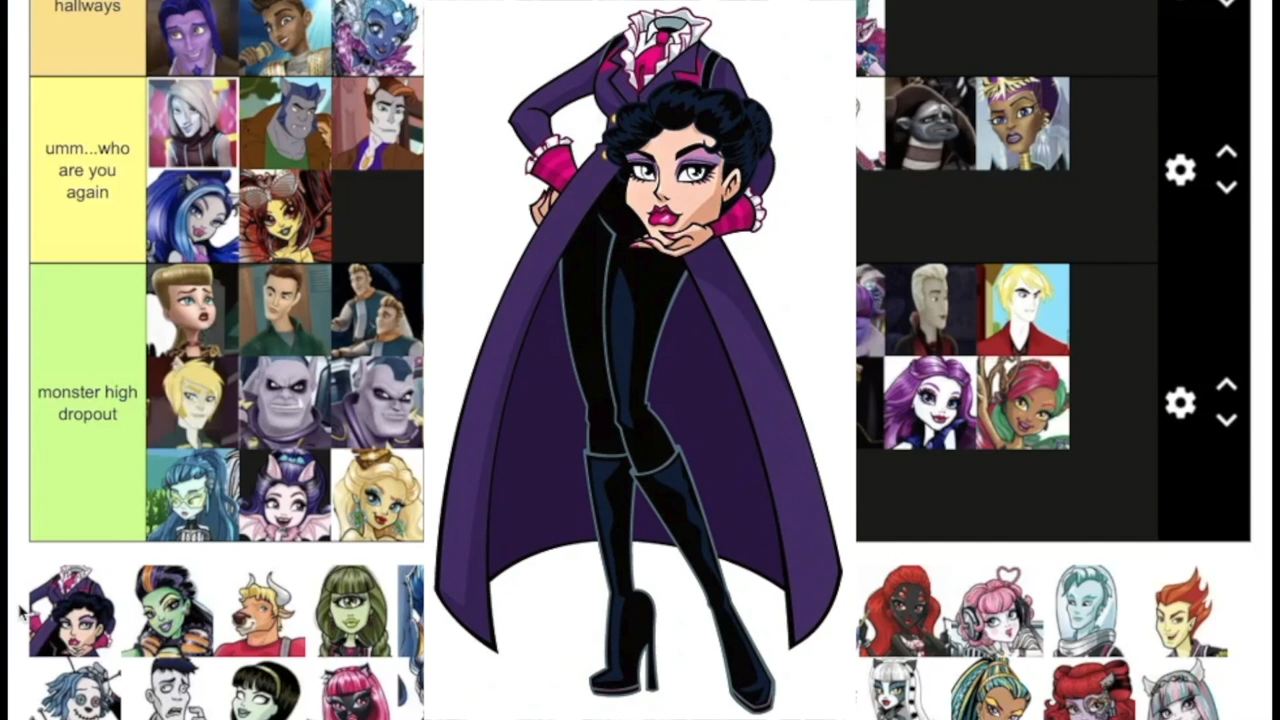 hallways
umm...who
are you
again
monster high
dropout